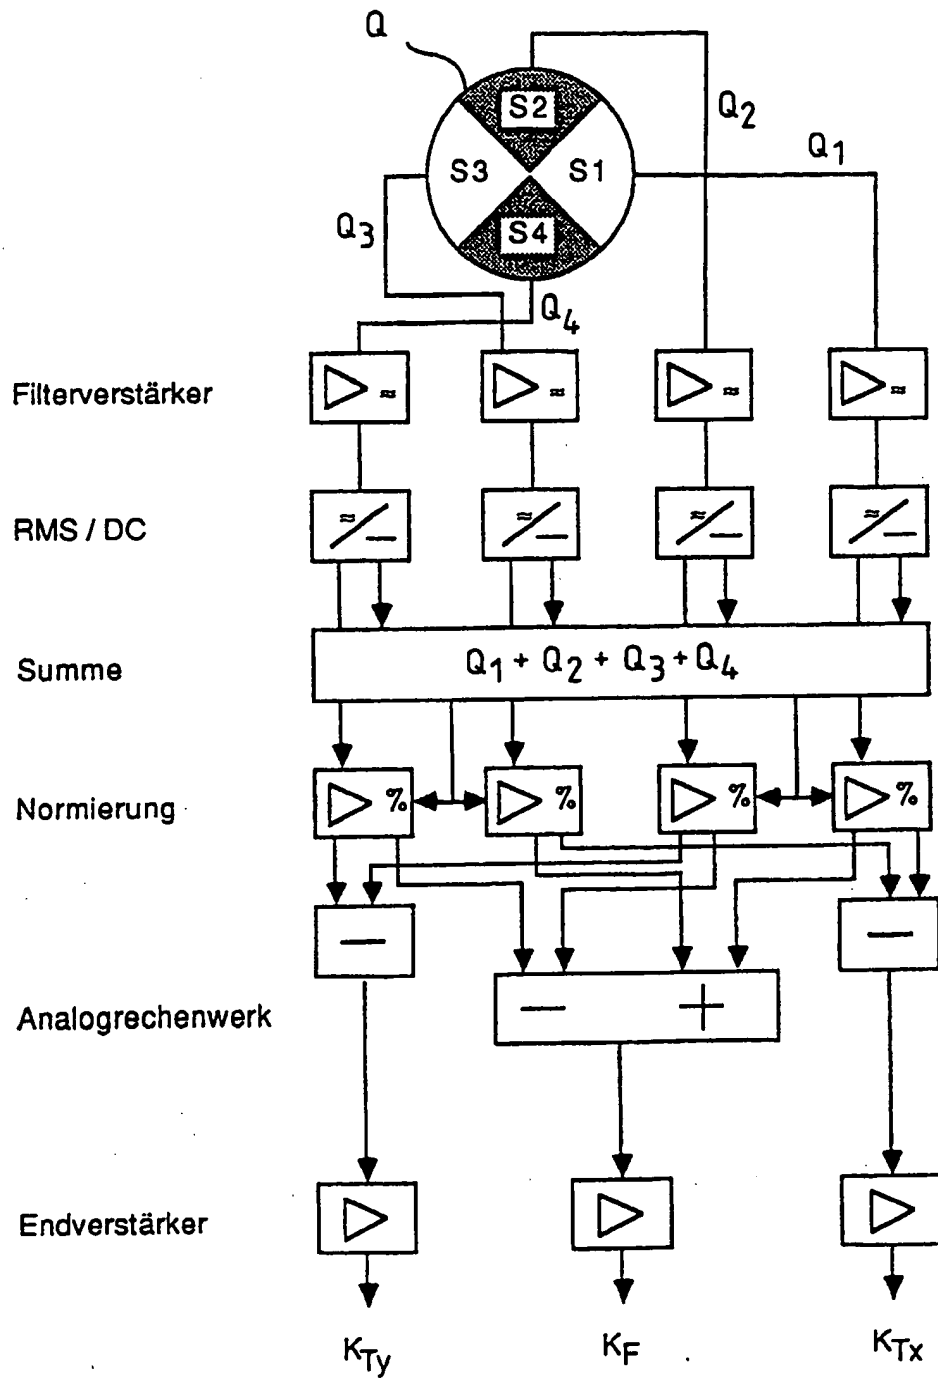 Q
S2
Q2
Q1
S3
S1
Q3
S4
Q4
Filterverstärker
≈
≈
≈
≈
RMS / DC
≈
≈
≈
≈
Summe
Q1 + Q2 + Q3 + Q4
Normierung
%
%
%
%
—
—
Analogrechenwerk
—
+
Endverstärker
KTy
KF
KTx